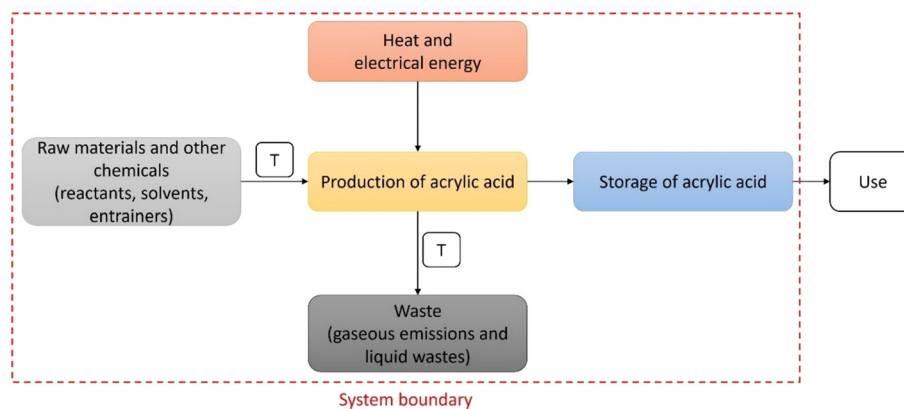 Heat and
electrical energy
Raw materials and other
chemicals
(reactants, solvents,
entrainers)
T
Production of acrylic acid
Storage of acrylic acid
Use
T
Waste
(gaseous emissions and
liquid wastes)
System boundary